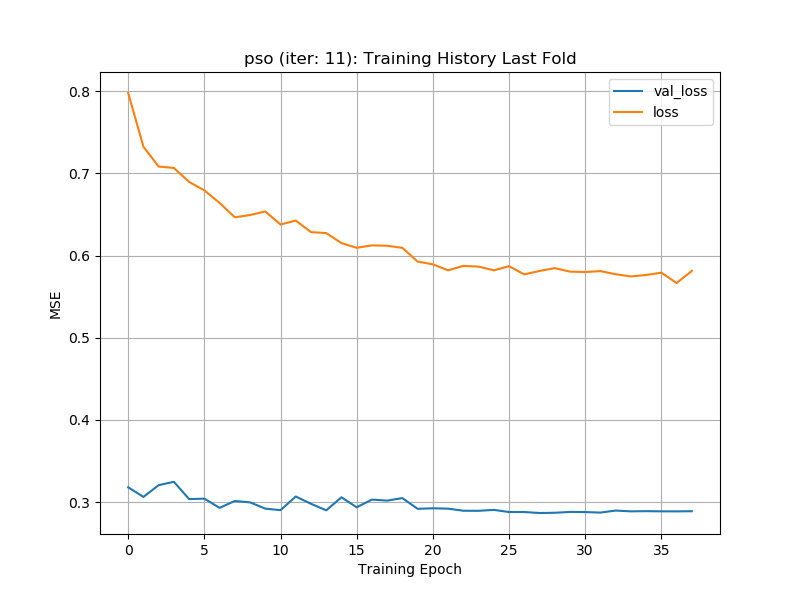 pso (iter: 11): Training History Last Fold
val_loss
loss
0.8
0.7
0.6
0.5
0.4
0.3
MSE
0 5 10 15 20 25 30 35
Training Epoch